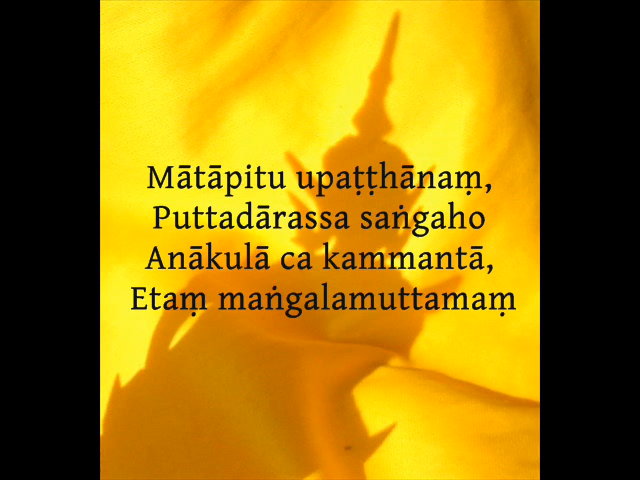 Mātāpitu upaṭṭhānaṃ,
Puttadārassa saṅgaho
Anākulā ca kammantā,
Etaṃ maṅgalamuttamaṃ